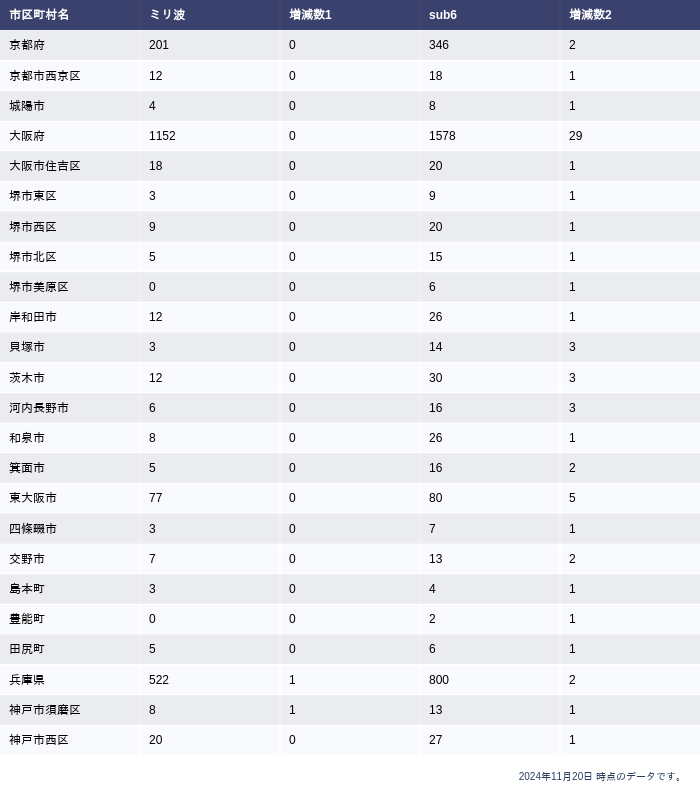 市区町村名 ミリ波 増減数1 sub6 増減数2
京都府 201 0 346 2
京都市西京区 12 0 18 1
城陽市 4 0 8 1
大阪府 1152 0 1578 29
大阪市住吉区 18 0 20 1
堺市東区 3 0 9 1
堺市西区 9 0 20 1
堺市北区 5 0 15 1
堺市美原区 0 0 6 1
岸和田市 12 0 26 1
貝塚市 3 0 14 3
茨木市 12 0 30 3
河内長野市 6 0 16 3
和泉市 8 0 26 1
箕面市 5 0 16 2
東大阪市 77 0 80 5
四條畷市 3 0 7 1
交野市 7 0 13 2
島本町 3 0 4 1
豊能町 0 0 2 1
田尻町 5 0 6 1
兵庫県 522 1 800 2
神戸市須磨区 8 1 13 1
神戸市西区 20 0 27 1
2024年11月20日 時点のデータです。